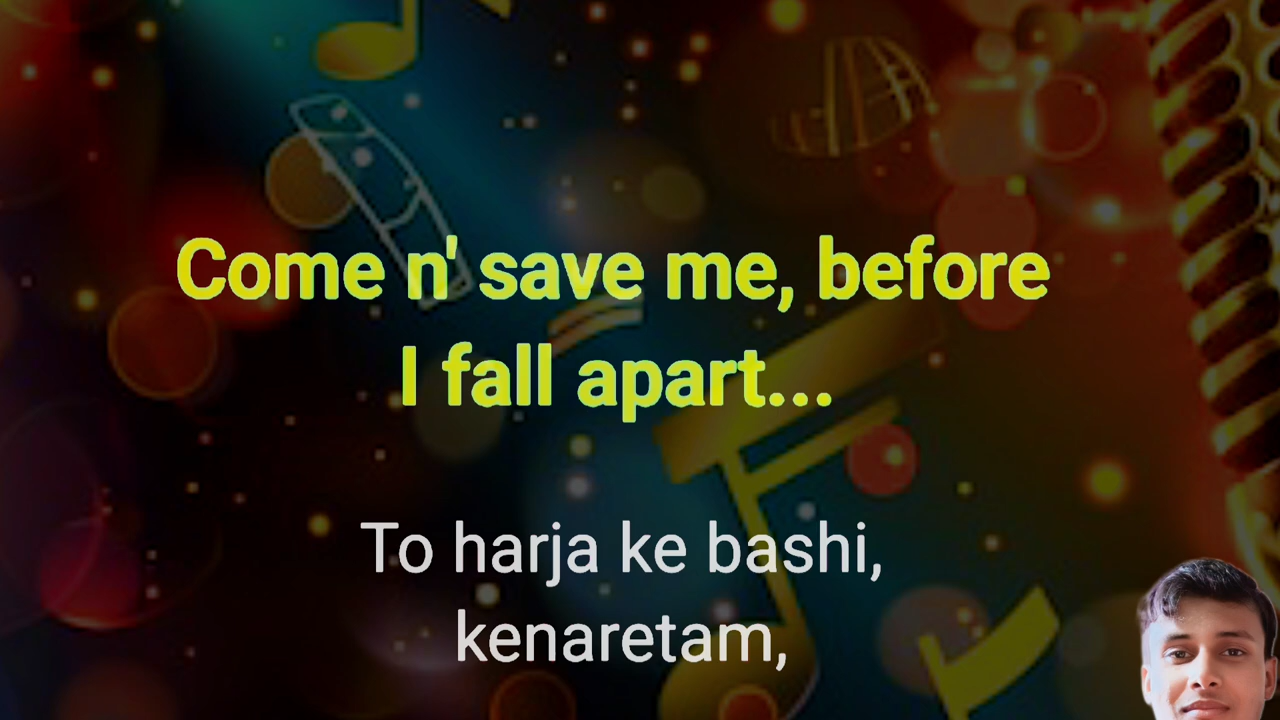 Come n' save me, before
I fall apart...
To harja ke bashi,
kenaretam,